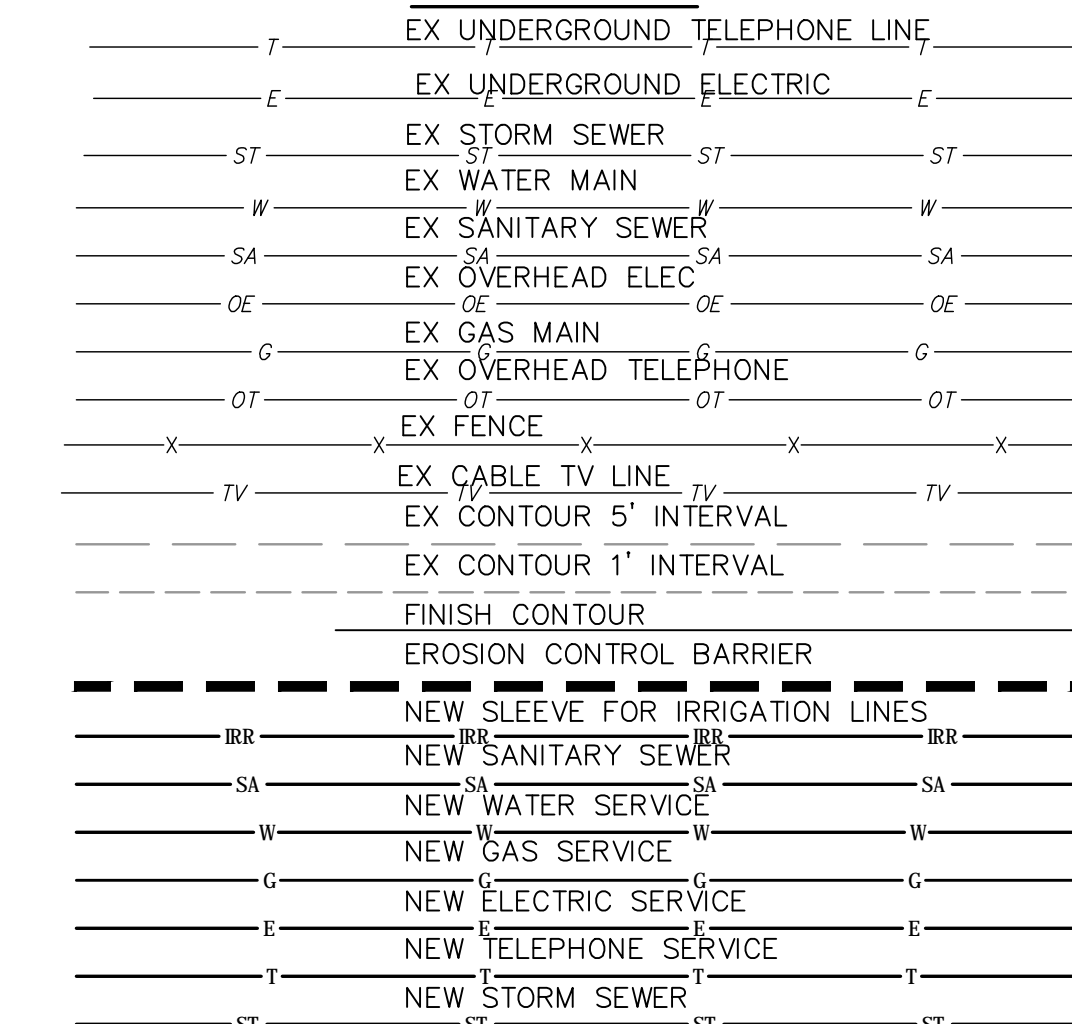 EX UNDERGROUND TELEPHONE LINE
T T T T
EX UNDERGROUND ELECTRIC
E E E E
EX STORM SEWER
ST ST ST ST
EX WATER MAIN
W W W W
EX SANITARY SEWER
SA SA SA SA
EX OVERHEAD ELEC
OE OE OE OE
EX GAS MAIN
G G G G
EX OVERHEAD TELEPHONE
OT OT OT OT
EX FENCE
X X X X X
EX CABLE TV LINE
TV TV TV TV
EX CONTOUR 5' INTERVAL
EX CONTOUR 1' INTERVAL
FINISH CONTOUR
EROSION CONTROL BARRIER
NEW SLEEVE FOR IRRIGATION LINES
IRR IRR IRR IRR
NEW SANITARY SEWER
SA SA SA SA
NEW WATER SERVICE
W W W W
NEW GAS SERVICE
G G G G
NEW ELECTRIC SERVICE
E E E E
NEW TELEPHONE SERVICE
T T T T
NEW STORM SEWER
ST ST ST ST